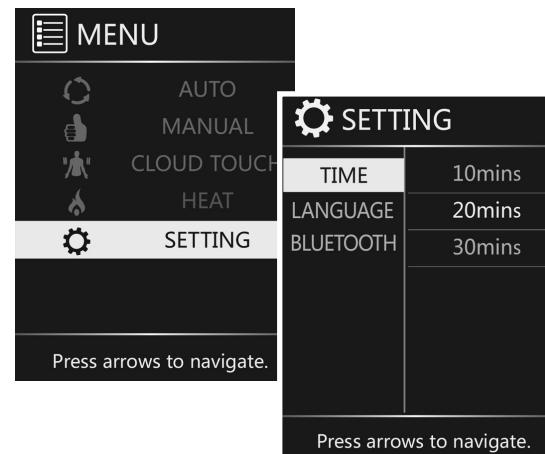 MENU
AUTO
MANUAL
CLOUD TOUCH
HEAT
SETTING
Press arrows to navigate.
SETTING
TIME
10mins
LANGUAGE
20mins
BLUETOOTH
30mins
Press arrows to navigate.